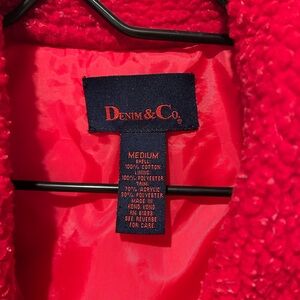 DENIM & CO.
MEDIUM
SHELL:
100% COTTON
LINING:
100% POLYESTER
TRIM:
70% ACRYLIC
30% POLYESTER
MADE IN
HONG KONG
SEE REVERSE
FOR CARE